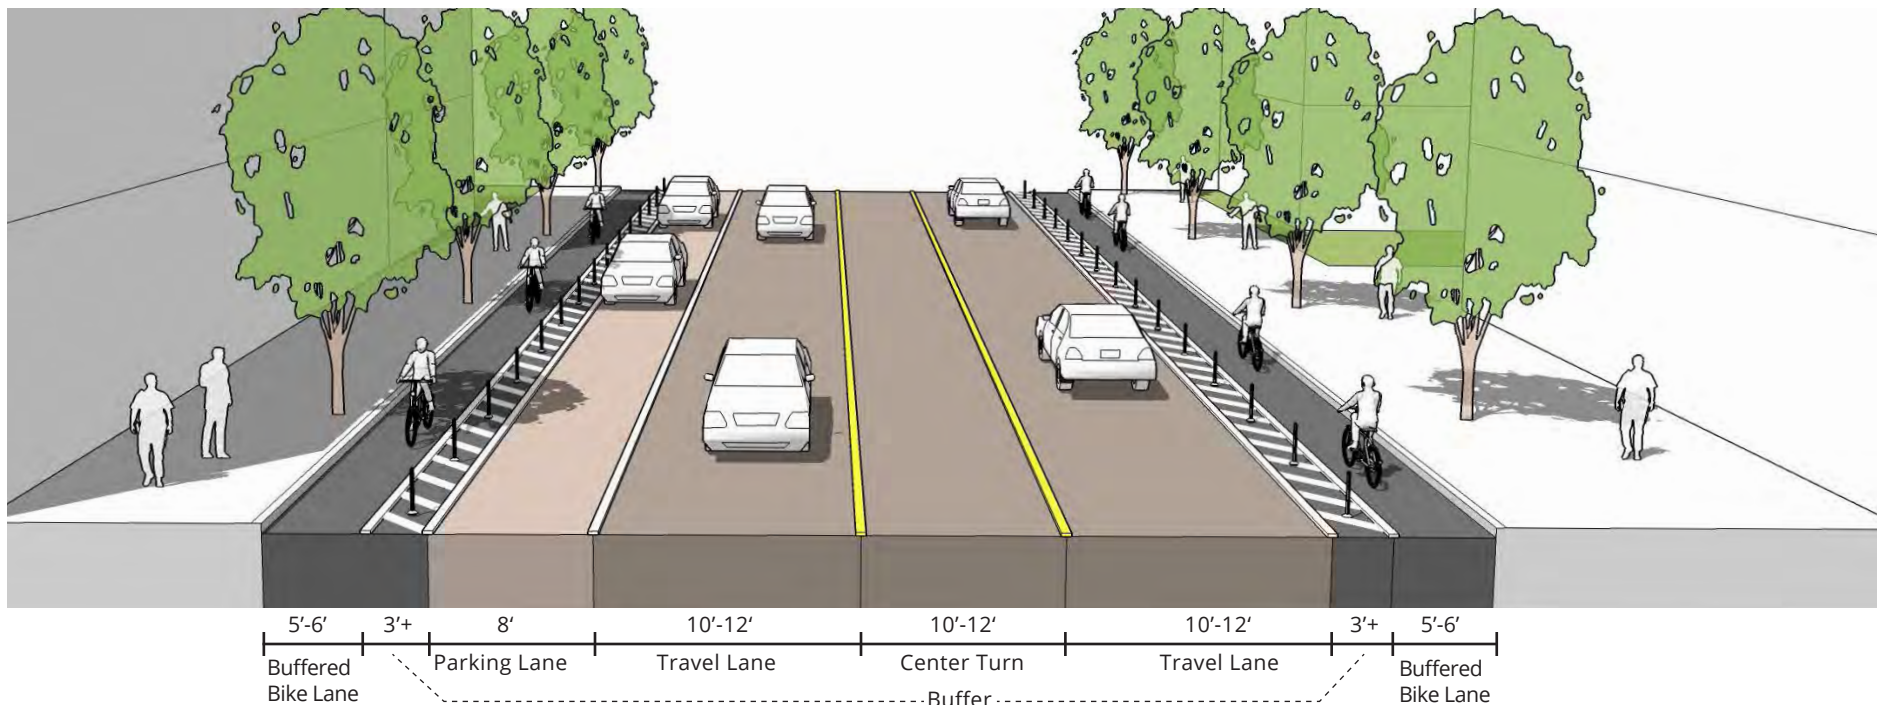 5’-6’ 3’+ 8‘ 10’-12‘ 10’-12‘ 10’-12‘ 3’+ 5’-6’
Buffered
Bike Lane
Parking Lane
Travel Lane
Center Turn
Travel Lane
Buffered
Bike Lane
Buffer